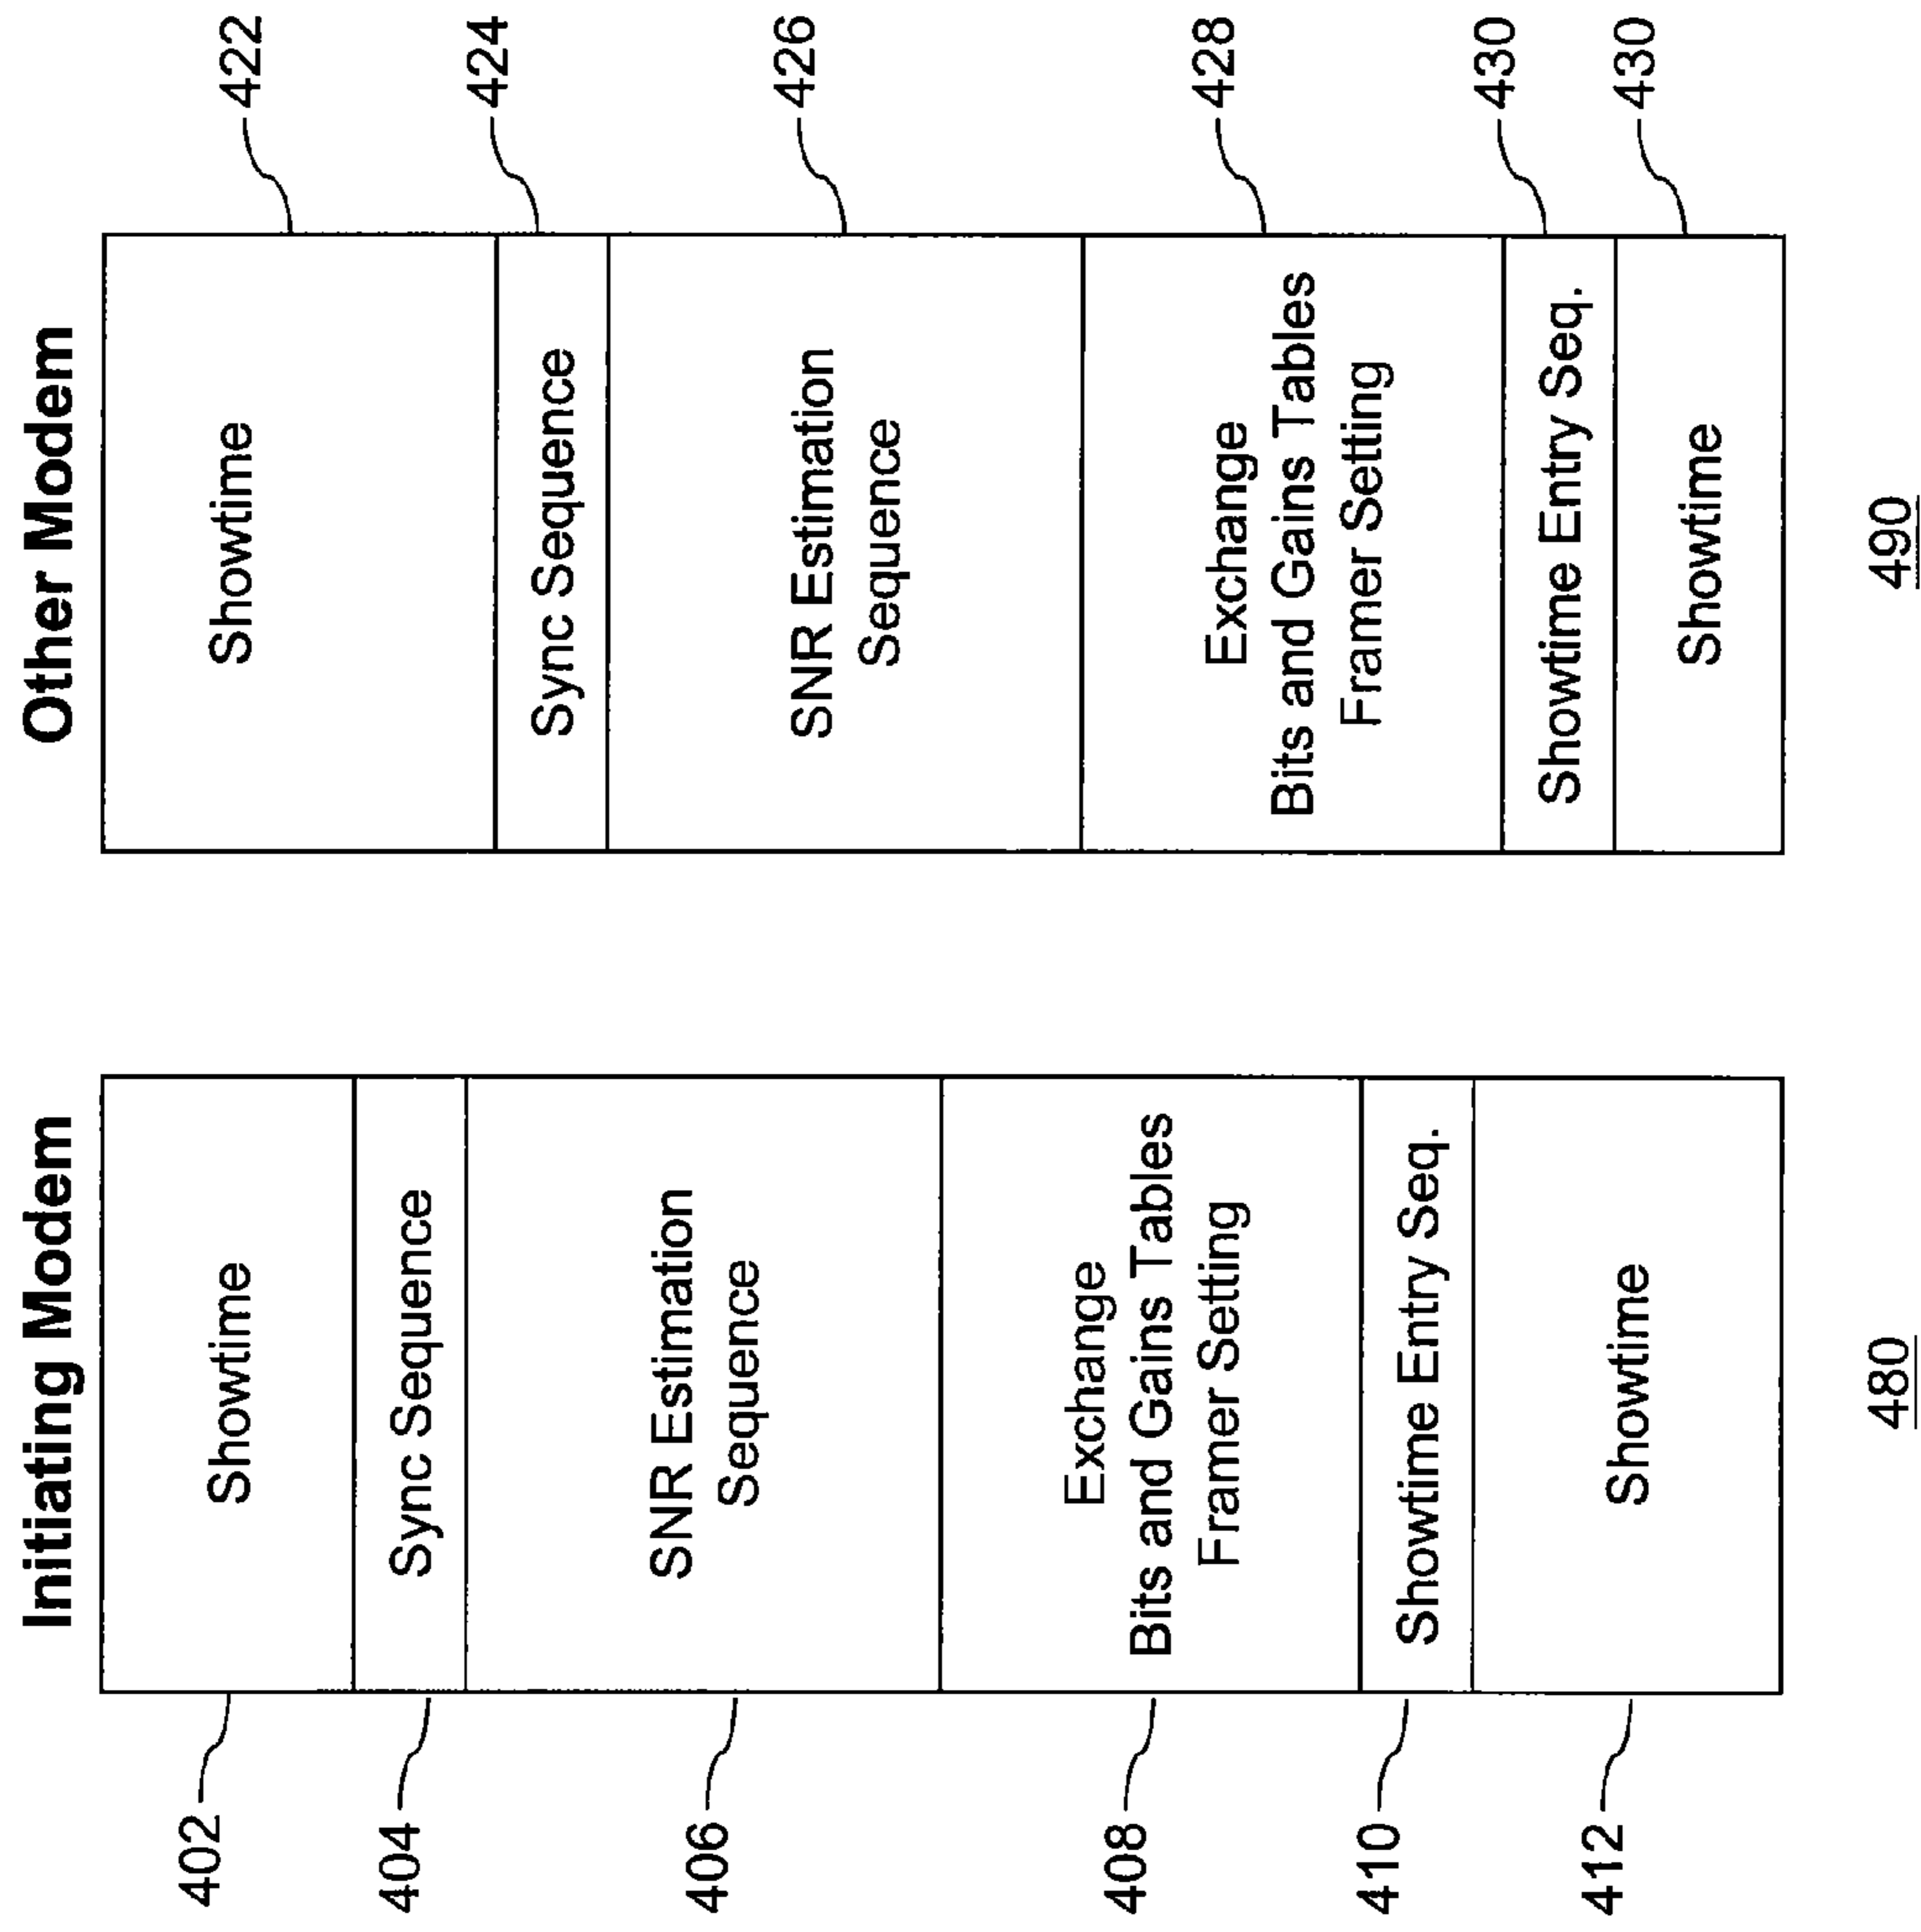 Initiating Modem
402
Showtime
404
Sync Sequence
406
SNR Estimation
Sequence
408
Exchange
Bits and Gains Tables
Framer Setting
410
Showtime Entry Seq.
412
Showtime
480
Other Modem
Showtime
422
Sync Sequence
424
SNR Estimation
Sequence
426
Exchange
Bits and Gains Tables
Framer Setting
428
Showtime Entry Seq.
430
Showtime
430
490